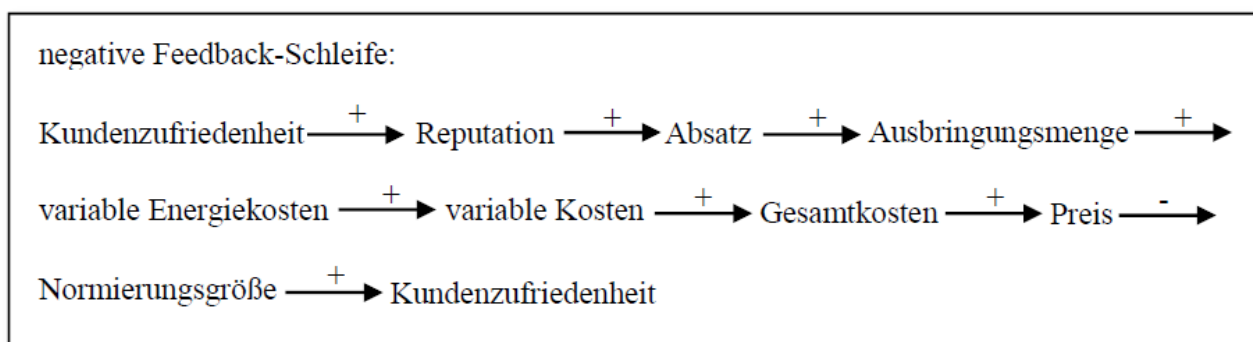 negative Feedback-Schleife:
Kundenzufriedenheit + Reputation + Absatz + Ausbringungsmenge +
variable Energiekosten + variable Kosten + Gesamtkosten + Preis -
Normierungsgröße + Kundenzufriedenheit